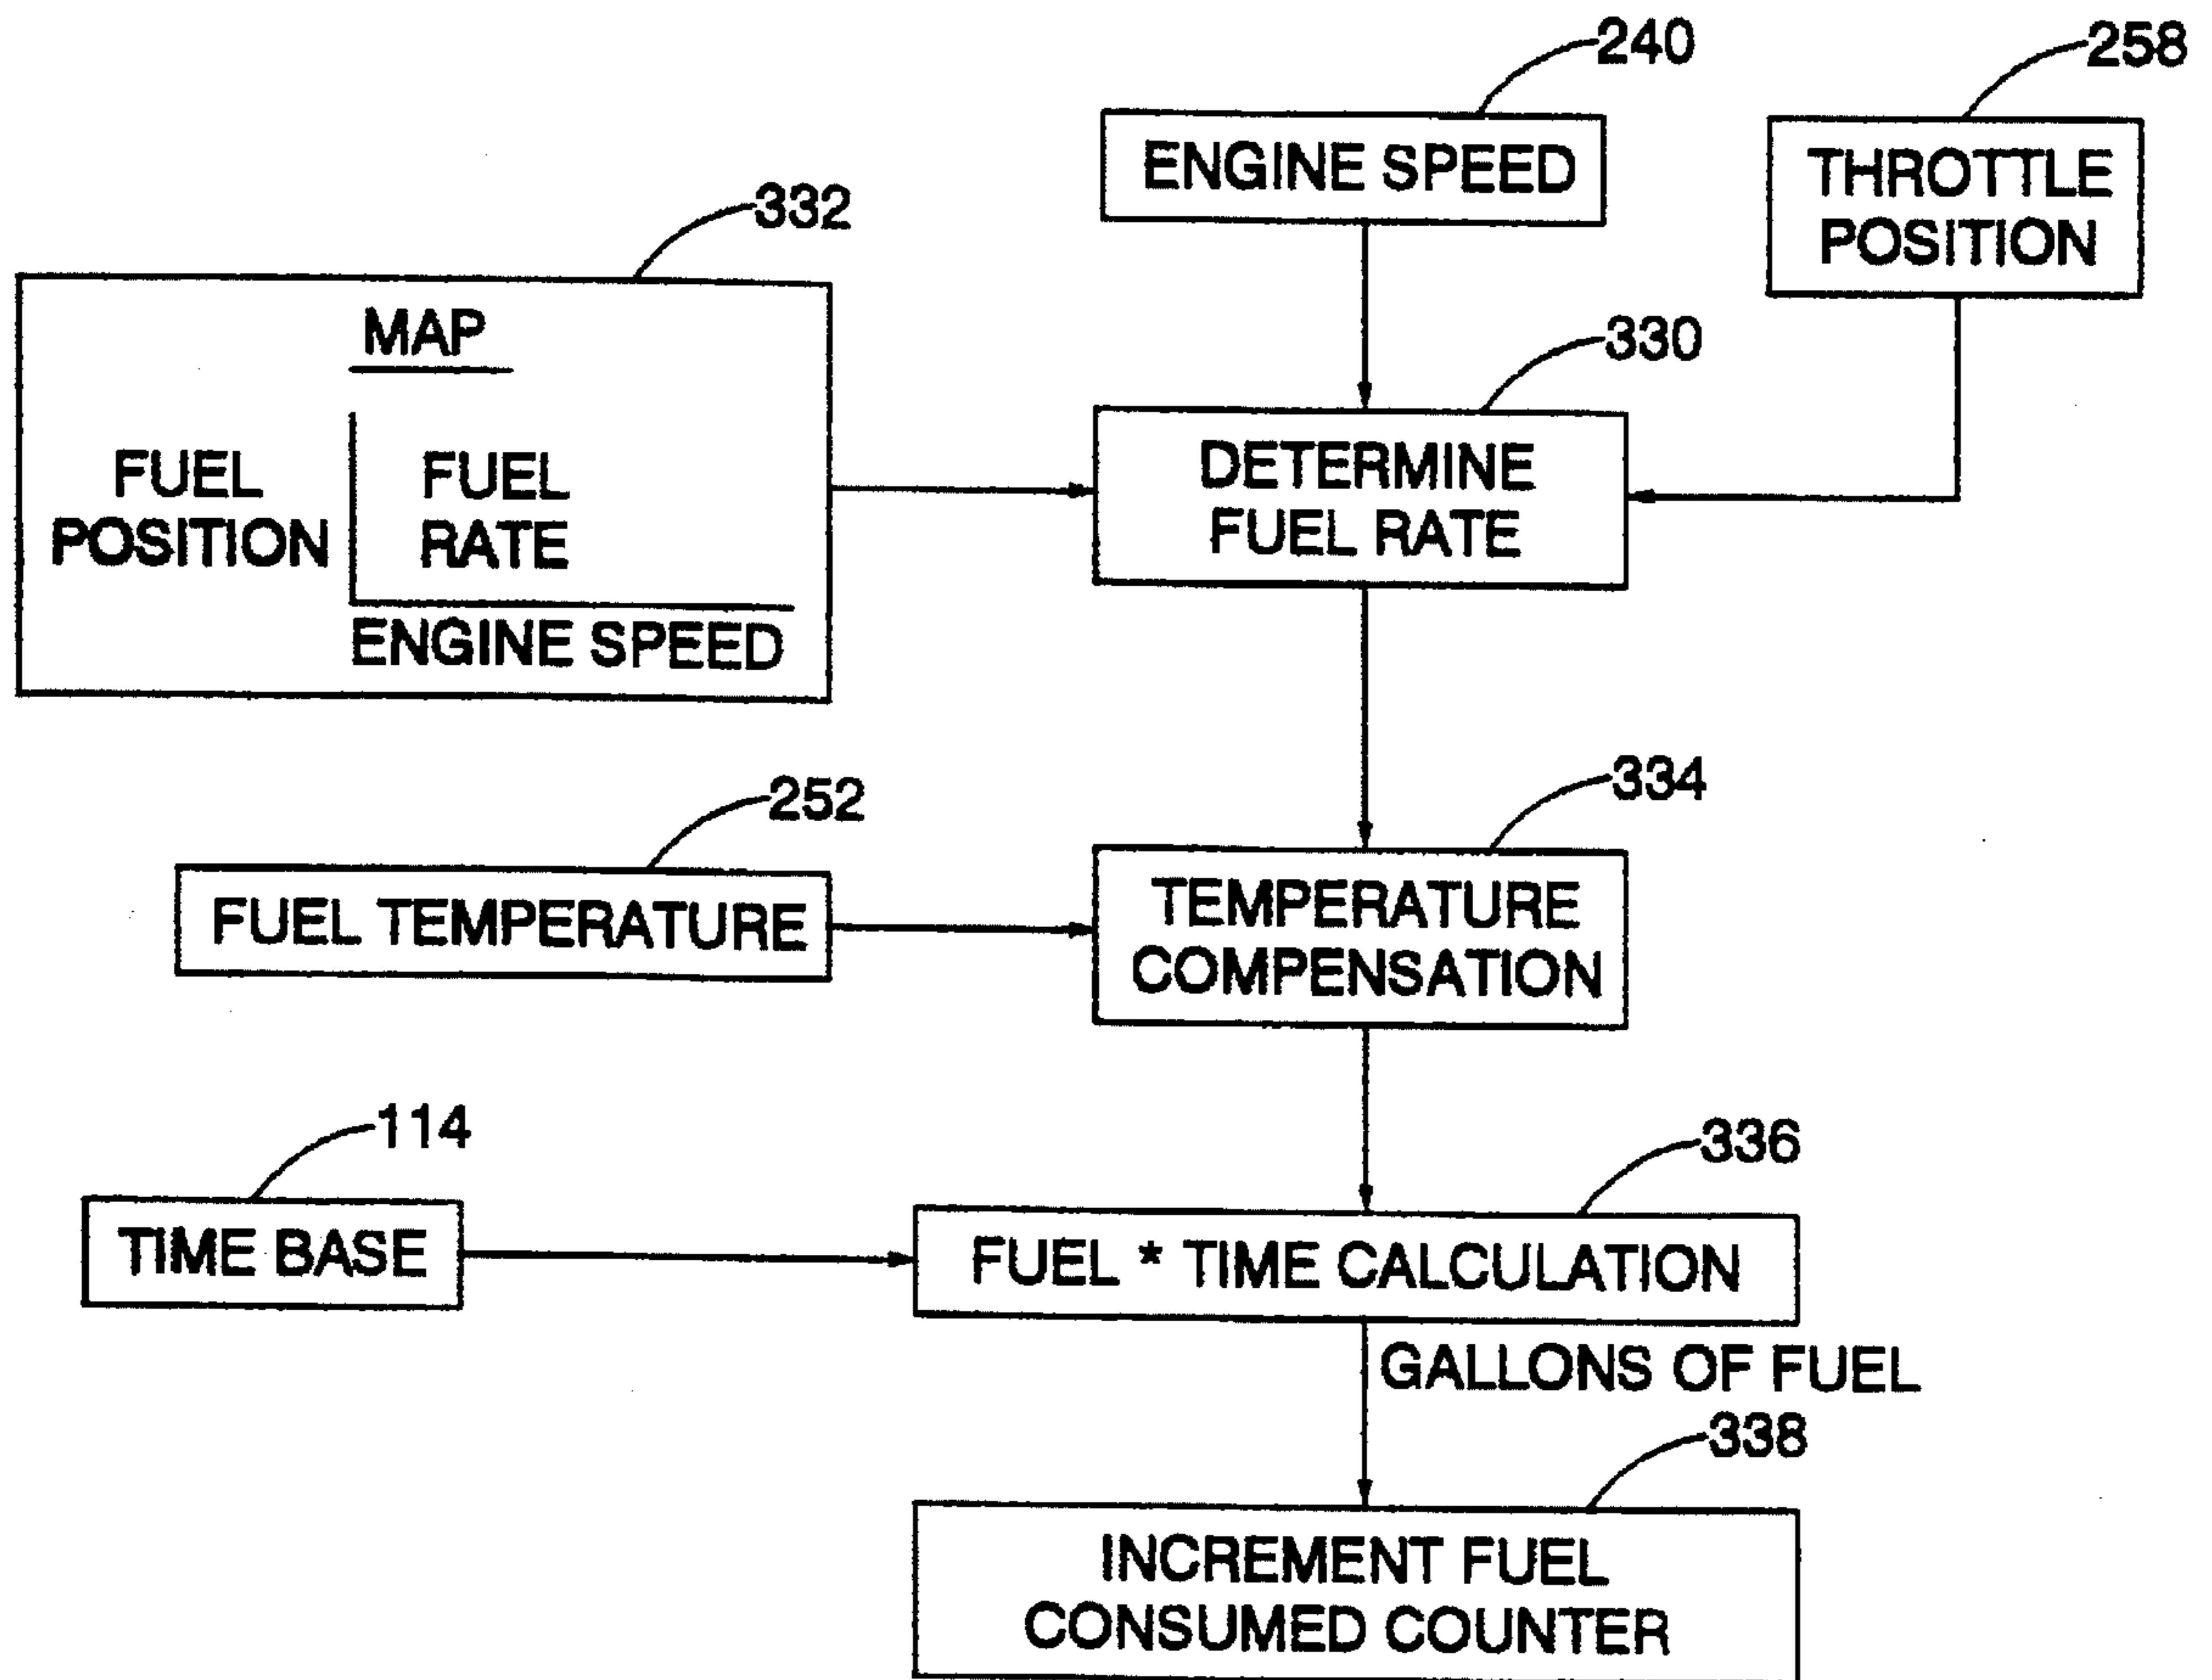 240
258
ENGINE SPEED
THROTTLE
POSITION
332
MAP
FUEL
POSITION
FUEL
RATE
ENGINE SPEED
330
DETERMINE
FUEL RATE
252
FUEL TEMPERATURE
334
TEMPERATURE
COMPENSATION
114
TIME BASE
336
FUEL * TIME CALCULATION
GALLONS OF FUEL
338
INCREMENT FUEL
CONSUMED COUNTER